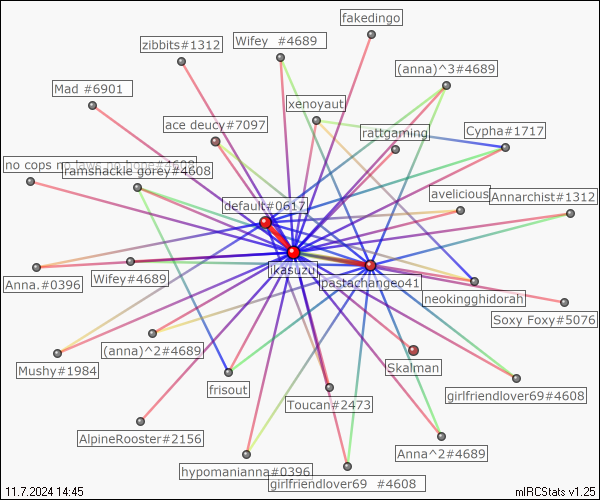 fakedingo
zibbits#1312
Wifey  #4689
(anna)^3#4689
Mad #6901
xenoyaut
ace deucy#7097
rattgaming
Cypha#1717
no cops no laws no hope#4608
ramshackle gorey#4608
avelicious
Annarchist#1312
default#0617
ikasuzu
pastachangeo41
Anna.#0396
Wifey#4689
neokingghidorah
Soxy Foxy#5076
(anna)^2#4689
Mushy#1984
Skalman
frisout
Toucan#2473
girlfriendlover69#4608
AlpineRooster#2156
Anna^2#4689
hypomanianna#0396
girlfriendlover69  #4608
11.7.2024 14:45
mIRCStats v1.25